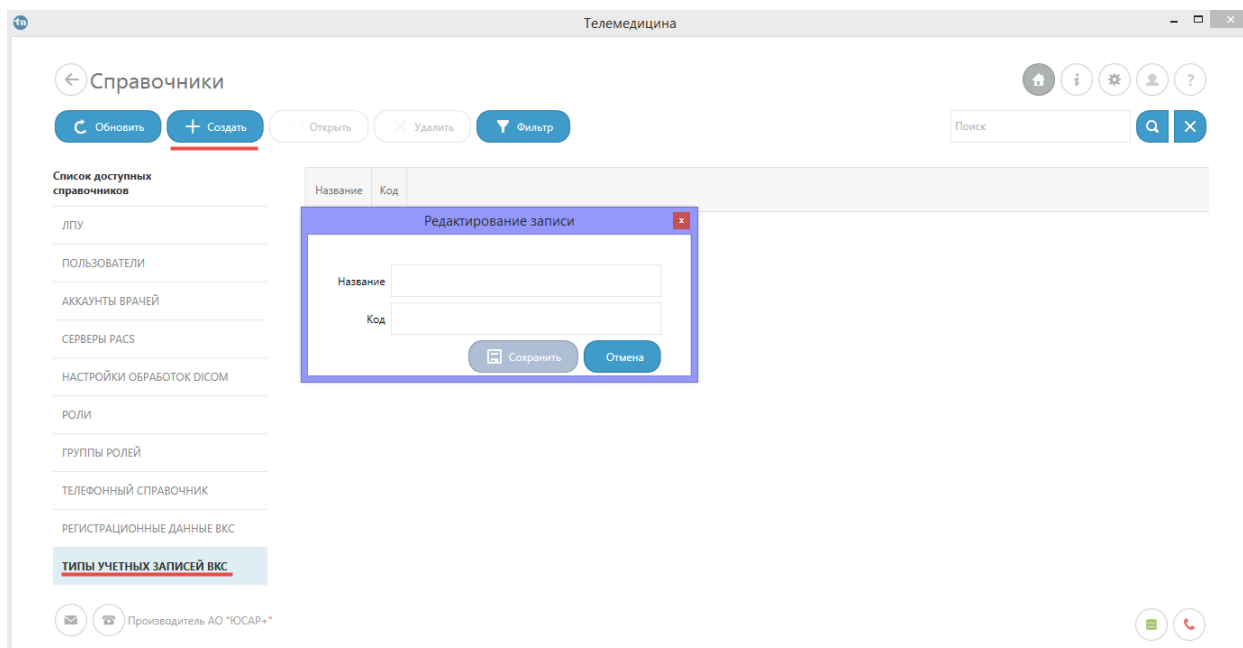 Телемедицина
Справочники
Обновить Создать Открыть Удалить Фильтр Поиск
Список доступных
справочников
Название Код
ЛПУ
ПОЛЬЗОВАТЕЛИ
АККАУНТЫ ВРАЧЕЙ
СЕРВЕРЫ PACS
НАСТРОЙКИ ОБРАБОТОК DICOM
РОЛИ
ГРУППЫ РОЛЕЙ
ТЕЛЕФОННЫЙ СПРАВОЧНИК
РЕГИСТРАЦИОННЫЕ ДАННЫЕ ВКС
ТИПЫ УЧЕТНЫХ ЗАПИСЕЙ ВКС
Редактирование записи
Название
Код
Сохранить Отмена
Производитель АО "ЮСАР+"